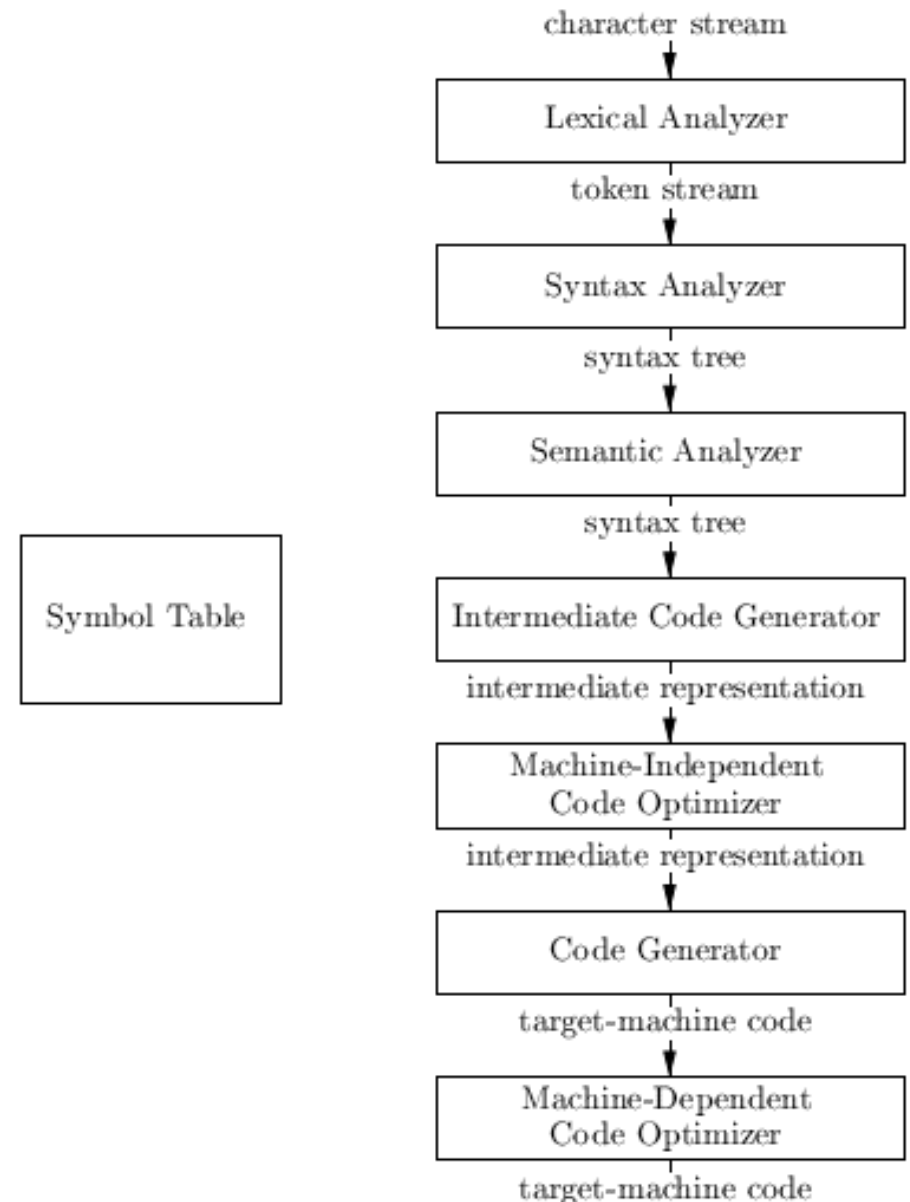 character stream
Lexical Analyzer
token stream
Syntax Analyzer
syntax tree
Semantic Analyzer
syntax tree
Symbol Table
Intermediate Code Generator
intermediate representation
Machine-Independent
Code Optimizer
intermediate representation
Code Generator
target-machine code
Machine-Dependent
Code Optimizer
target-machine code